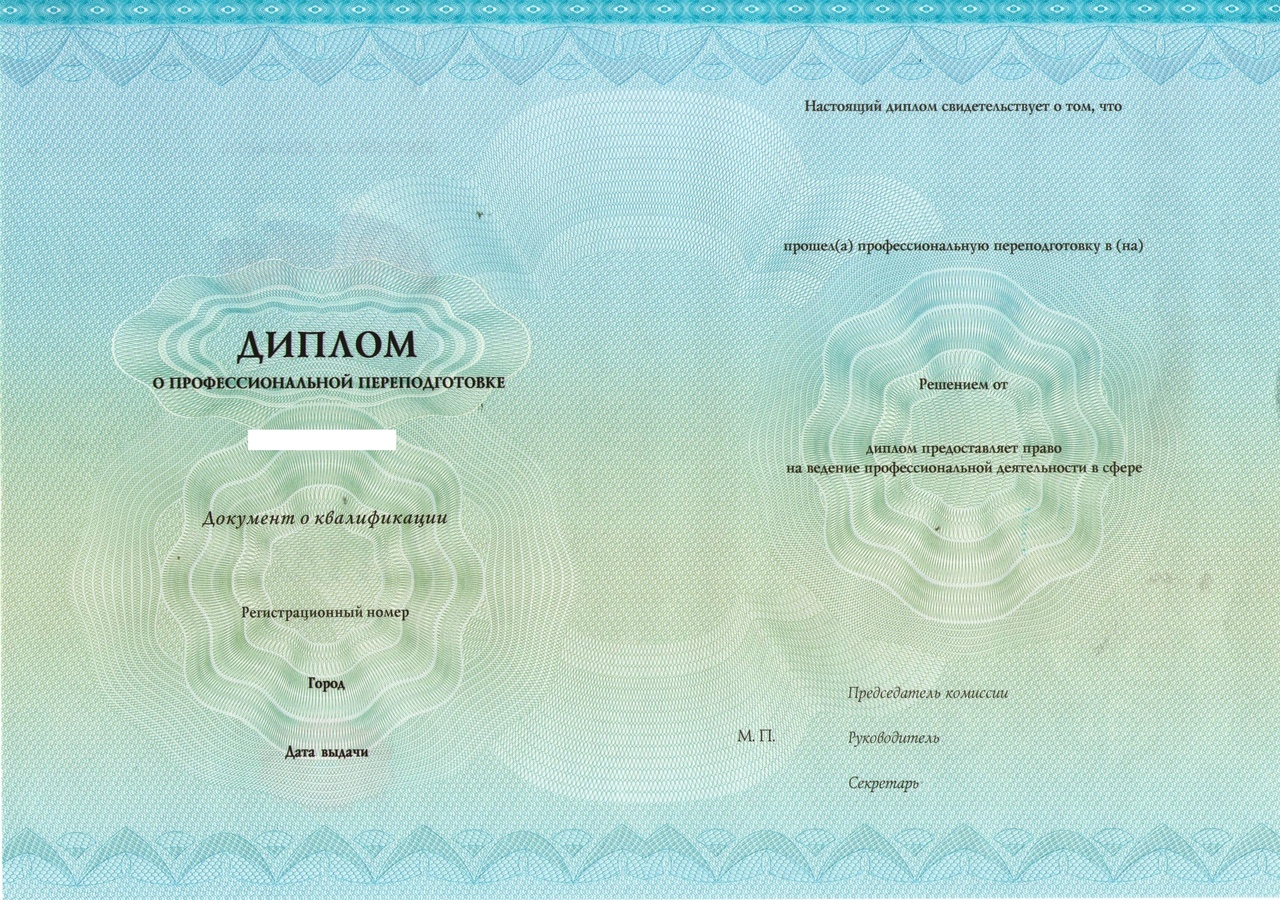 ДИПЛОМ
О ПРОФЕССИОНАЛЬНОЙ ПЕРЕПОДГОТОВКЕ
Документ о квалификации
Регистрационный номер
Город
Дата выдачи
Настоящий диплом свидетельствует о том, что
прошел(а) профессиональную переподготовку в (на)
Решением от
диплом предоставляет право
на ведение профессиональной деятельности в сфере
Председатель комиссии
М. П.
Руководитель
Секретарь